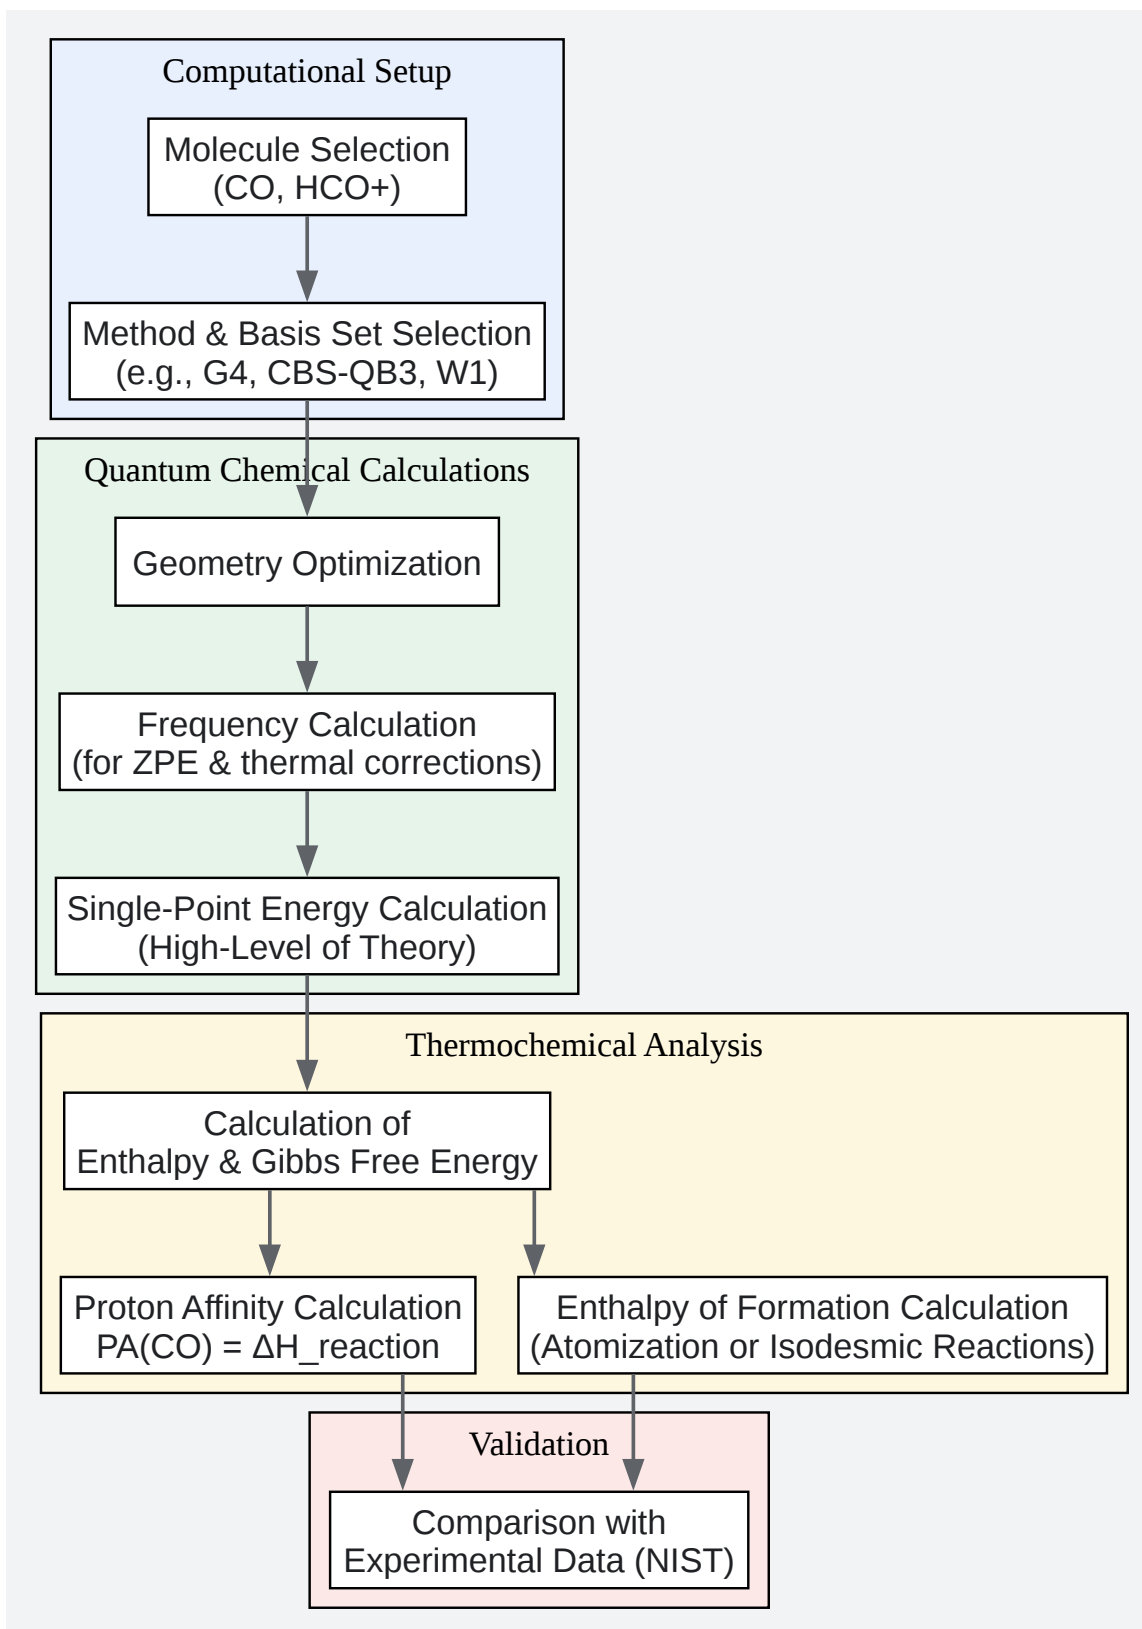 Computational Setup
Molecule Selection
(CO, HCO+)
Method & Basis Set Selection
(e.g., G4, CBS-QB3, W1)
Quantum Chemical Calculations
Geometry Optimization
Frequency Calculation
(for ZPE & thermal corrections)
Single-Point Energy Calculation
(High-Level of Theory)
Thermochemical Analysis
Calculation of
Enthalpy & Gibbs Free Energy
Proton Affinity Calculation
PA(CO) = ΔH_reaction
Enthalpy of Formation Calculation
(Atomization or Isodesmic Reactions)
Validation
Comparison with
Experimental Data (NIST)